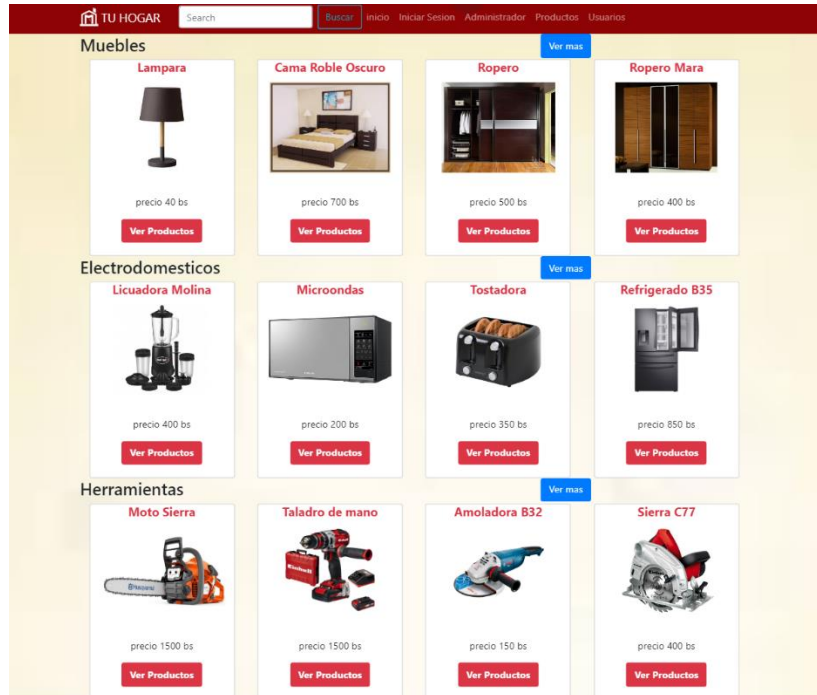 TU HOGAR Search Buscar inicio Iniciar Sesion Administrador Productos Usuarios
Muebles Ver mas
Lampara Cama Roble Oscuro Ropero Ropero Mara
precio 40 bs precio 700 bs precio 500 bs precio 400 bs
Ver Productos Ver Productos Ver Productos Ver Productos
Electrodomesticos Ver mas
Licuadora Molina Microondas Tostadora Refrigerado B35
precio 400 bs precio 200 bs precio 350 bs precio 850 bs
Ver Productos Ver Productos Ver Productos Ver Productos
Herramientas Ver mas
Moto Sierra Taladro de mano Amoladora B32 Sierra C77
Husqvarna Einhell
precio 1500 bs precio 1500 bs precio 150 bs precio 400 bs
Ver Productos Ver Productos Ver Productos Ver Productos